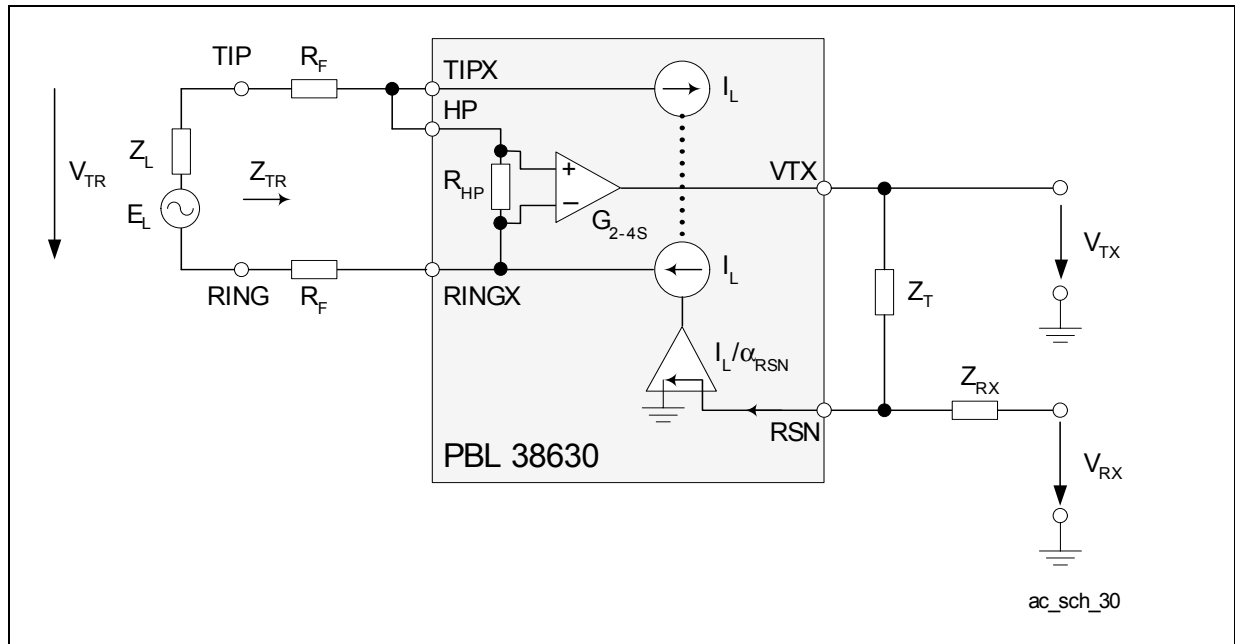 TIP
R_F
TIPX
I_L
HP
V_TR
Z_L
Z_TR
E_L
R_HP
+
−
G_2-4S
VTX
V_TX
RING
R_F
RINGX
I_L
Z_T
I_L/α_RSN
Z_RX
RSN
V_RX
PBL 38630
ac_sch_30